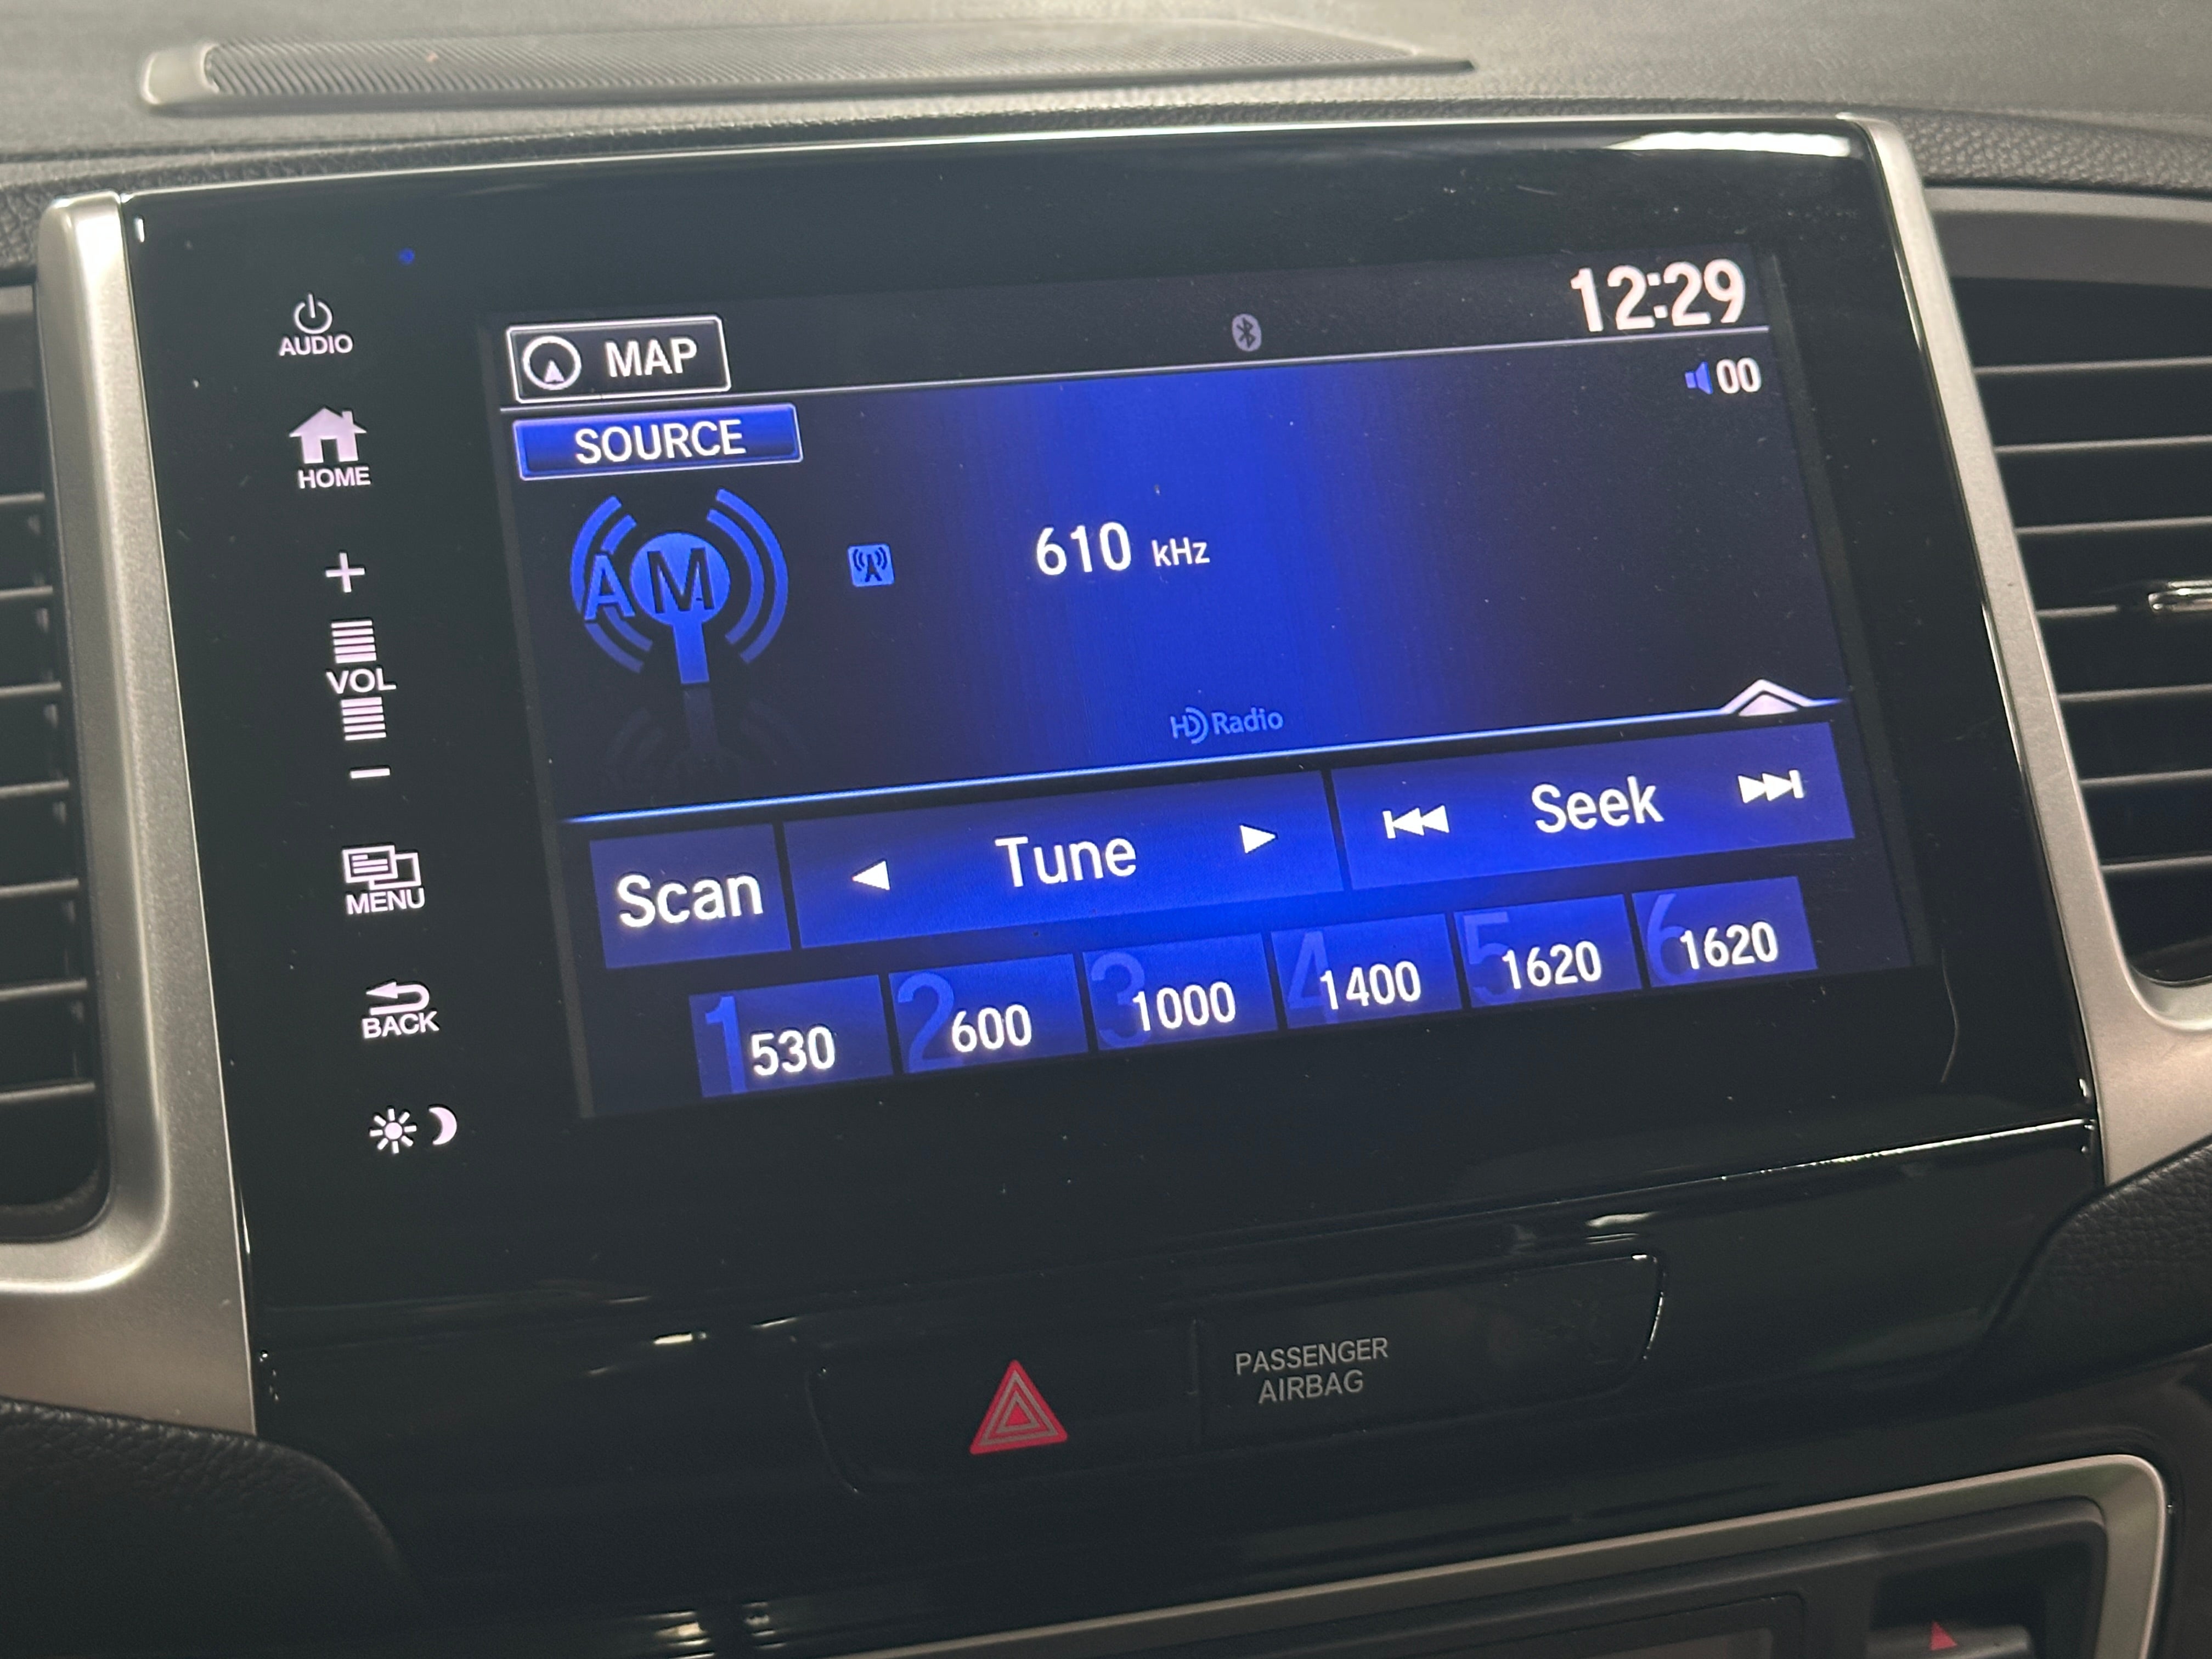 AUDIO
HOME
+
VOL
−
MENU
BACK
MAP
12:29
00
SOURCE
AM
610 kHz
HD Radio
Scan
Tune
Seek
1 530
2 600
3 1000
4 1400
5 1620
6 1620
PASSENGER
AIRBAG